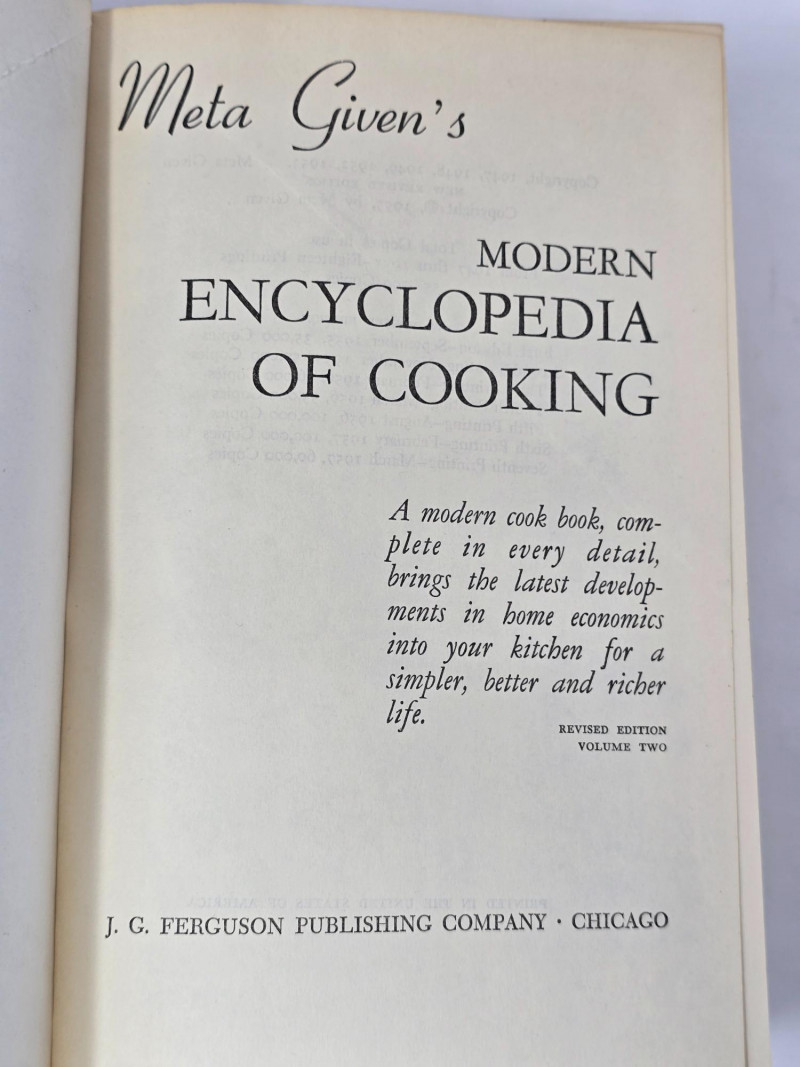 Meta Given's
MODERN
ENCYCLOPEDIA
OF COOKING
A modern cook book, com-
plete in every detail,
brings the latest develop-
ments in home economics
into your kitchen for a
simpler, better and richer
life.
REVISED EDITION
VOLUME TWO
J. G. FERGUSON PUBLISHING COMPANY · CHICAGO